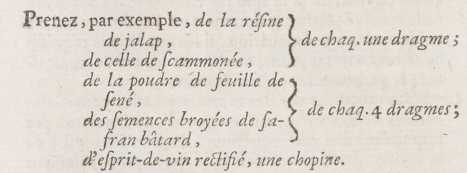 Prenez, par exemple, de la réſine
de jalap, de chaq. une dragme;
de celle de ſcammonée,
de la poudre de feuille de
ſené,
des ſemences broyées de ſa- de chaq. 4 dragmes;
fran bâtard,
d'eſprit-de-vin rectifié, une chopine.